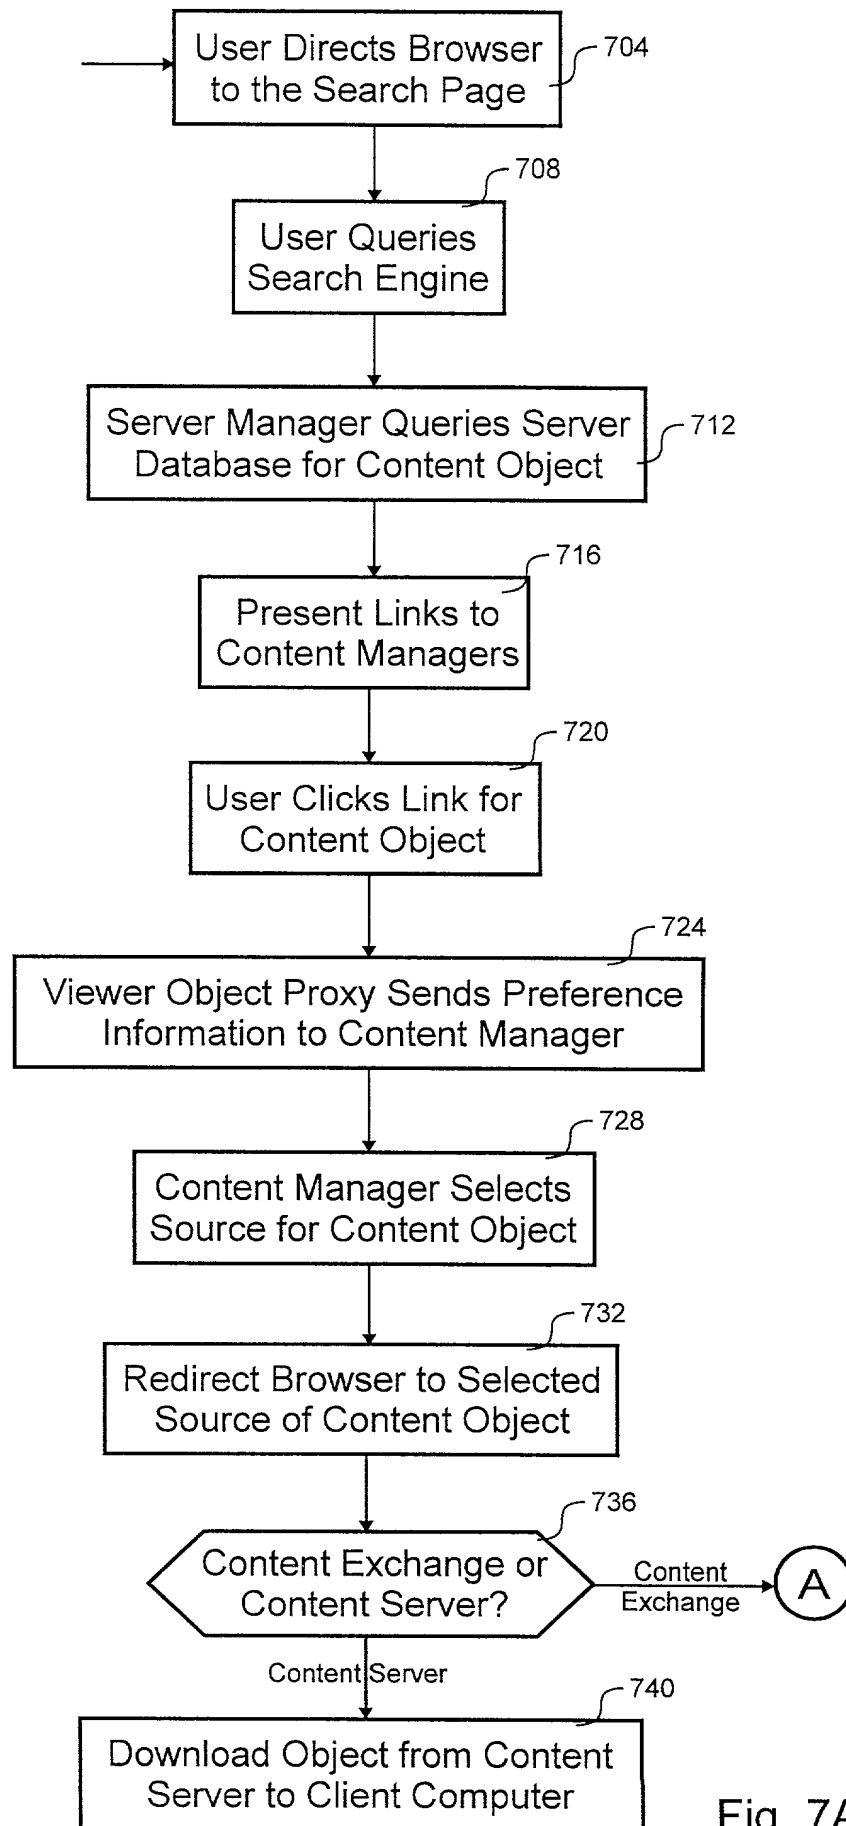 User Directs Browser
to the Search Page
704
708
User Queries
Search Engine
Server Manager Queries Server
Database for Content Object
712
716
Present Links to
Content Managers
720
User Clicks Link for
Content Object
724
Viewer Object Proxy Sends Preference
Information to Content Manager
728
Content Manager Selects
Source for Content Object
732
Redirect Browser to Selected
Source of Content Object
736
Content Exchange or
Content Server?
Content
Exchange
A
Content Server
740
Download Object from Content
Server to Client Computer
Fig. 7A